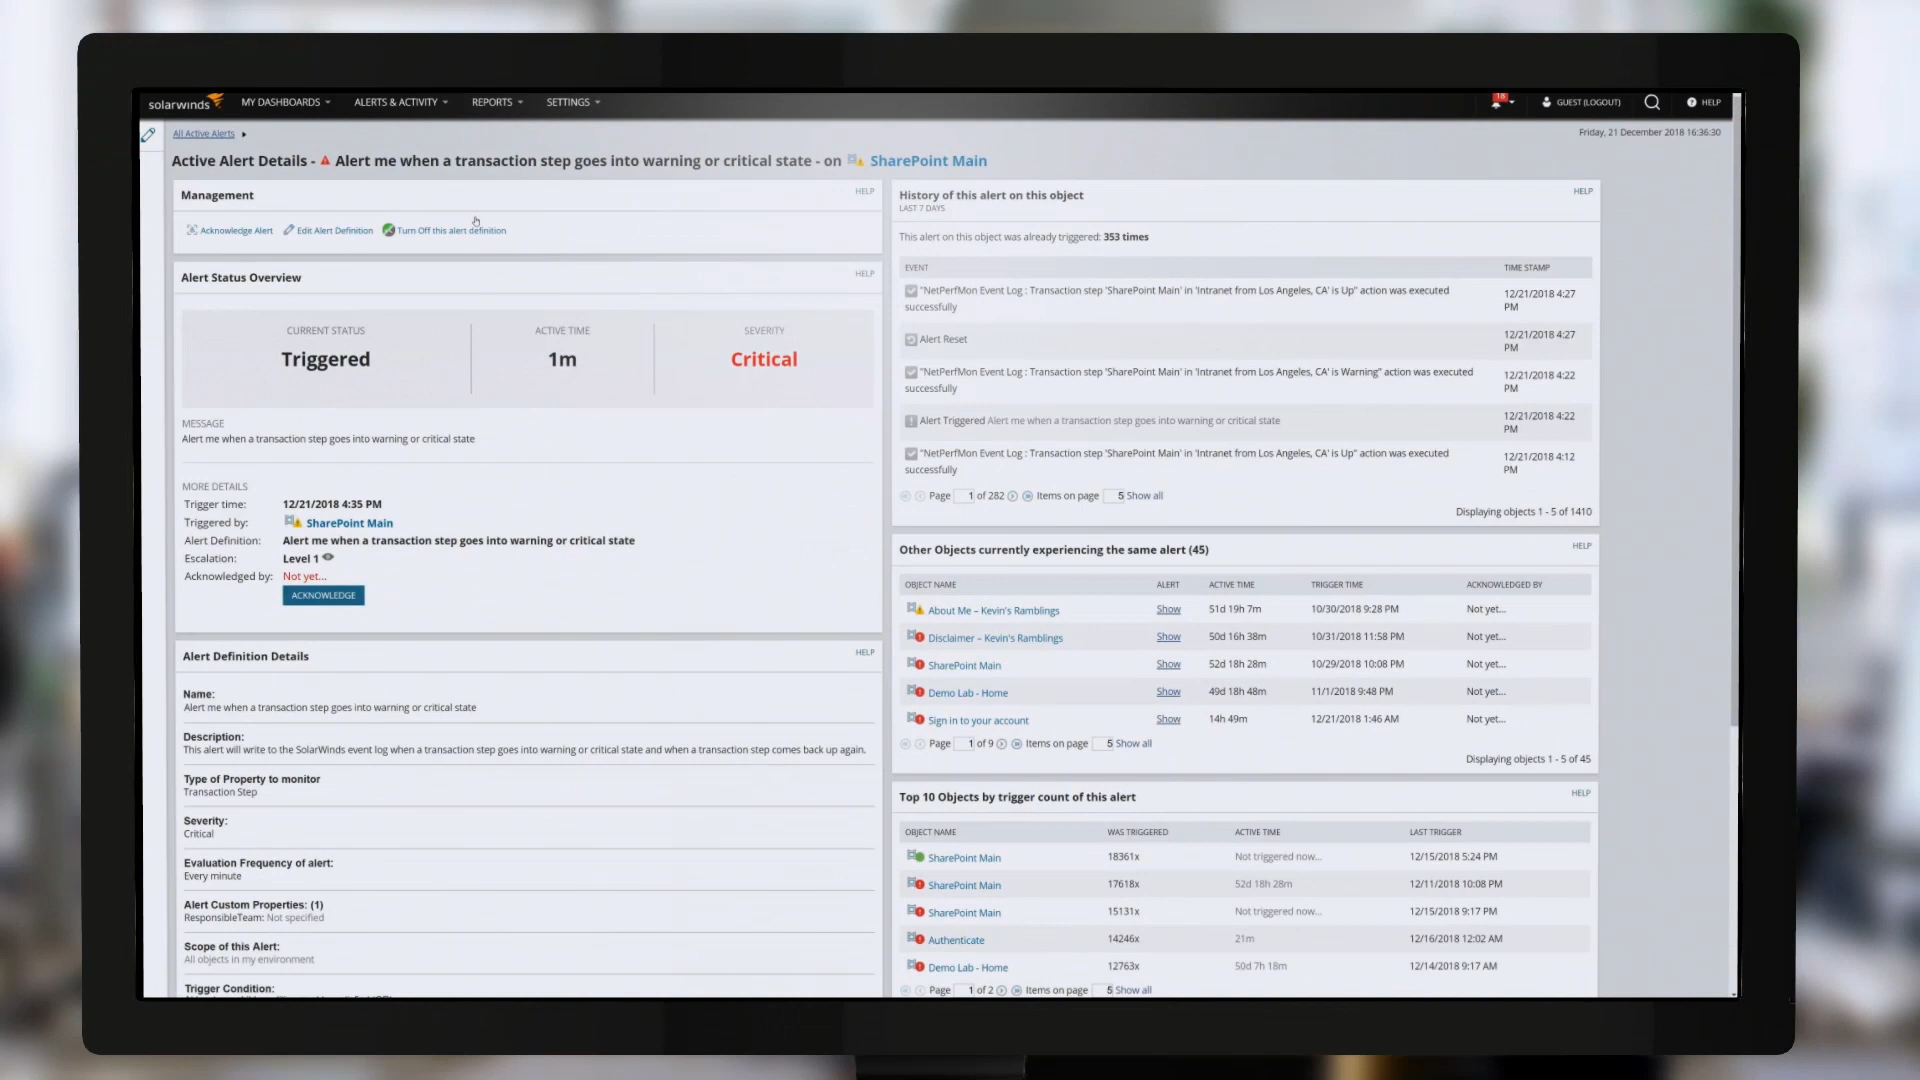 solarwinds MY DASHBOARDS ALERTS & ACTIVITY REPORTS SETTINGS 18 GUEST (LOGOUT) HELP
All Active Alerts
Friday, 21 December 2018 16:36:30
Active Alert Details - Alert me when a transaction step goes into warning or critical state - on SharePoint Main
Management HELP
Acknowledge Alert Edit Alert Definition Turn Off this alert definition
Alert Status Overview HELP
CURRENT STATUS ACTIVE TIME SEVERITY
Triggered 1m Critical
MESSAGE
Alert me when a transaction step goes into warning or critical state
MORE DETAILS
Trigger time: 12/21/2018 4:35 PM
Triggered by: SharePoint Main
Alert Definition: Alert me when a transaction step goes into warning or critical state
Escalation: Level 1
Acknowledged by: Not yet...
ACKNOWLEDGE
Alert Definition Details HELP
Name:
Alert me when a transaction step goes into warning or critical state
Description:
This alert will write to the SolarWinds event log when a transaction step goes into warning or critical state and when a transaction step comes back up again.
Type of Property to monitor
Transaction Step
Severity:
Critical
Evaluation Frequency of alert:
Every minute
Alert Custom Properties: (1)
ResponsibleTeam: Not specified
Scope of this Alert:
All objects in my environment
Trigger Condition:
History of this alert on this object HELP
LAST 7 DAYS
This alert on this object was already triggered: 353 times
EVENT TIME STAMP
"NetPerfMon Event Log : Transaction step 'SharePoint Main' in 'Intranet from Los Angeles, CA' is Up" action was executed
successfully
12/21/2018 4:27
PM
Alert Reset
12/21/2018 4:27
PM
"NetPerfMon Event Log : Transaction step 'SharePoint Main' in 'Intranet from Los Angeles, CA' is Warning" action was executed
successfully
12/21/2018 4:22
PM
Alert Triggered Alert me when a transaction step goes into warning or critical state
12/21/2018 4:22
PM
"NetPerfMon Event Log : Transaction step 'SharePoint Main' in 'Intranet from Los Angeles, CA' is Up" action was executed
successfully
12/21/2018 4:12
PM
Page 1 of 282 Items on page 5 Show all
Displaying objects 1 - 5 of 1410
Other Objects currently experiencing the same alert (45) HELP
OBJECT NAME ALERT ACTIVE TIME TRIGGER TIME ACKNOWLEDGED BY
About Me – Kevin's Ramblings Show 51d 19h 7m 10/30/2018 9:28 PM Not yet...
Disclaimer – Kevin's Ramblings Show 50d 16h 38m 10/31/2018 11:58 PM Not yet...
SharePoint Main Show 52d 18h 28m 10/29/2018 10:08 PM Not yet...
Demo Lab - Home Show 49d 18h 48m 11/1/2018 9:48 PM Not yet...
Sign in to your account Show 14h 49m 12/21/2018 1:46 AM Not yet...
Page 1 of 9 Items on page 5 Show all
Displaying objects 1 - 5 of 45
Top 10 Objects by trigger count of this alert HELP
OBJECT NAME WAS TRIGGERED ACTIVE TIME LAST TRIGGER
SharePoint Main 18361x Not triggered now... 12/15/2018 5:24 PM
SharePoint Main 17618x 52d 18h 28m 12/11/2018 10:08 PM
SharePoint Main 15131x Not triggered now... 12/15/2018 9:17 PM
Authenticate 14246x 21m 12/16/2018 12:02 AM
Demo Lab - Home 12763x 50d 7h 18m 12/14/2018 9:17 AM
Page 1 of 2 Items on page 5 Show all